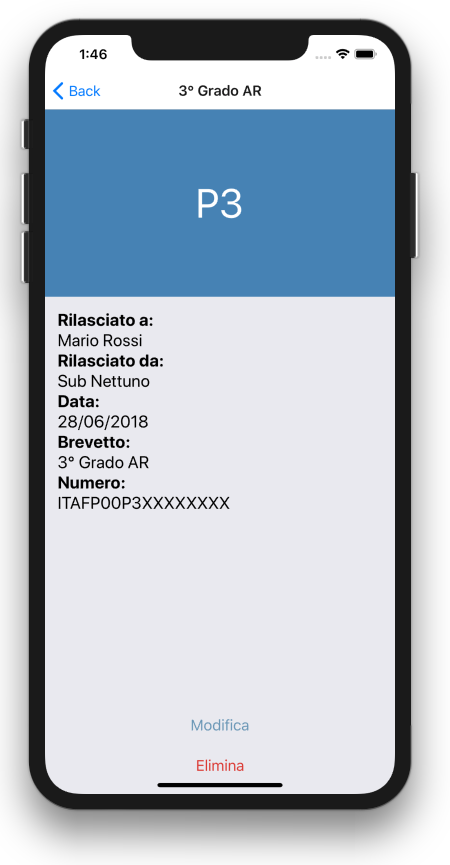 1:46
Back
3° Grado AR
P3
Rilasciato a:
Mario Rossi
Rilasciato da:
Sub Nettuno
Data:
28/06/2018
Brevetto:
3° Grado AR
Numero:
ITAFP00P3XXXXXXXX
Modifica
Elimina